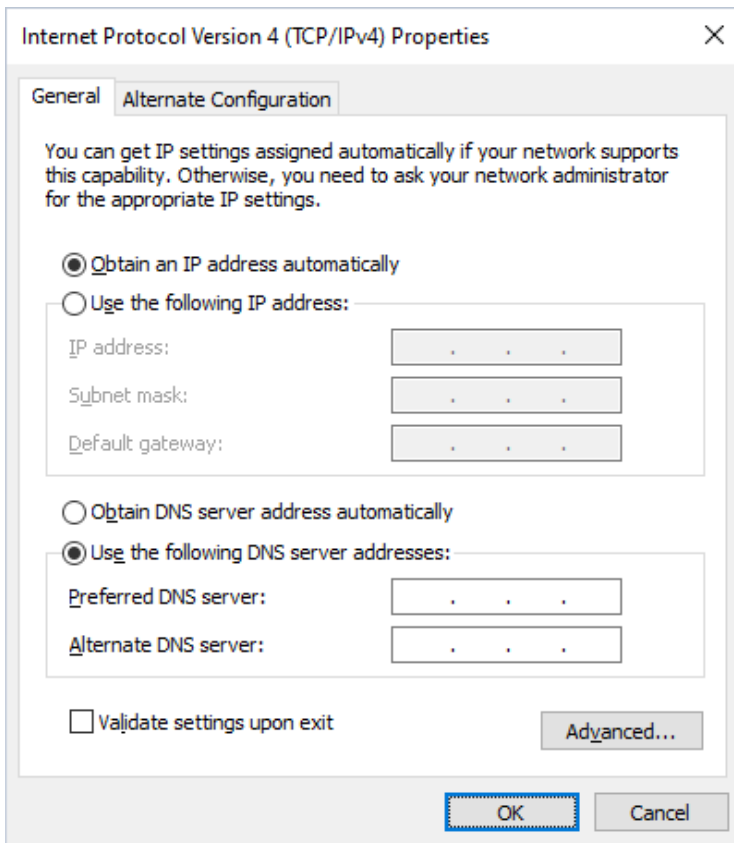 Internet Protocol Version 4 (TCP/IPv4) Properties
General
Alternate Configuration
You can get IP settings assigned automatically if your network supports
this capability. Otherwise, you need to ask your network administrator
for the appropriate IP settings.
Obtain an IP address automatically
Use the following IP address:
IP address:
Subnet mask:
Default gateway:
Obtain DNS server address automatically
Use the following DNS server addresses:
Preferred DNS server:
Alternate DNS server:
Validate settings upon exit
Advanced...
OK
Cancel